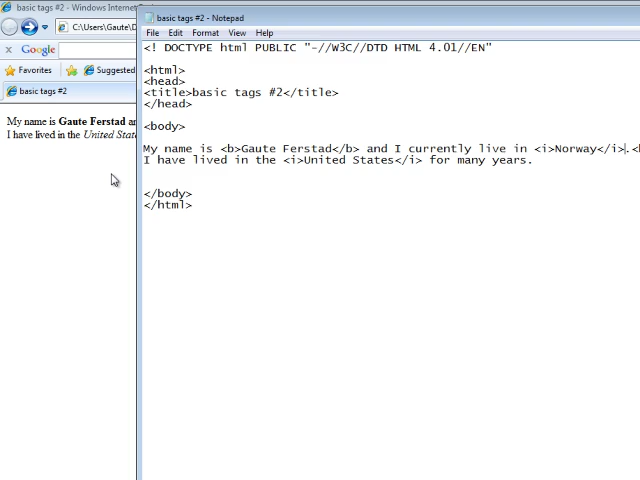 basic tags #2 - Windows Internet
basic tags #2 - Notepad
C:\Users\Gaute\D
File Edit Format View Help
x Google
Favorites Suggested
basic tags #2
My name is Gaute Ferstad an
I have lived in the United State
<! DOCTYPE html PUBLIC "-//W3C//DTD HTML 4.01//EN"
<html>
<head>
<title>basic tags #2</title>
</head>
<body>
My name is <b>Gaute Ferstad</b> and I currently live in <i>Norway</i>.<
I have lived in the <i>United States</i> for many years.
</body>
</html>